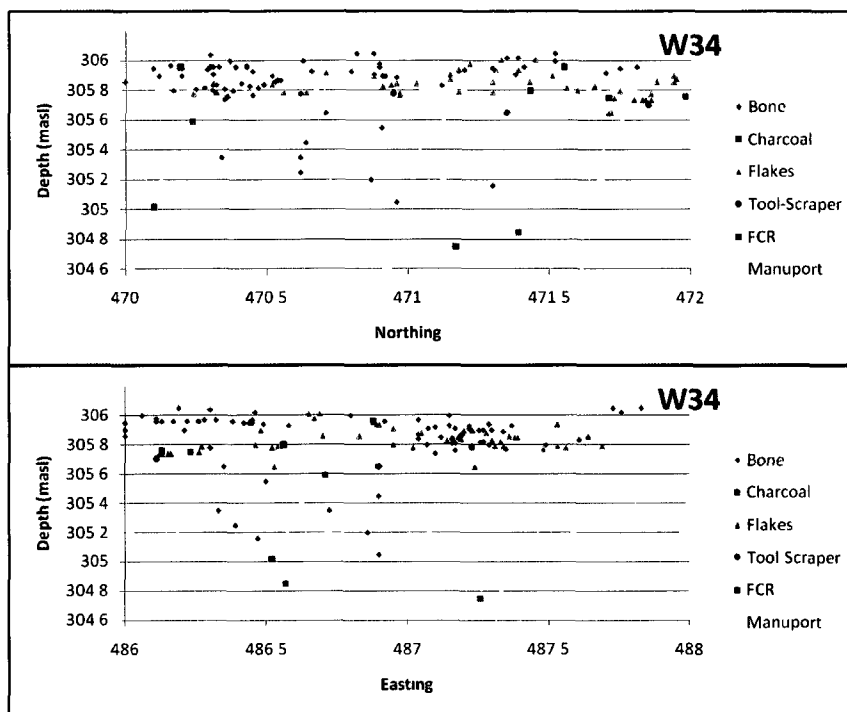 W34
306
305.8
305 6
305 4
305 2
305
304 8
304 6
Depth (masl)
470
470 5
471
471 5
472
Northing
Bone
Charcoal
Flakes
Tool-Scraper
FCR
Manuport
W34
306
305.8
305 6
305 4
305 2
305
304 8
304 6
Depth (masl)
486
486 5
487
487 5
488
Easting
Bone
Charcoal
Flakes
Tool Scraper
FCR
Manuport